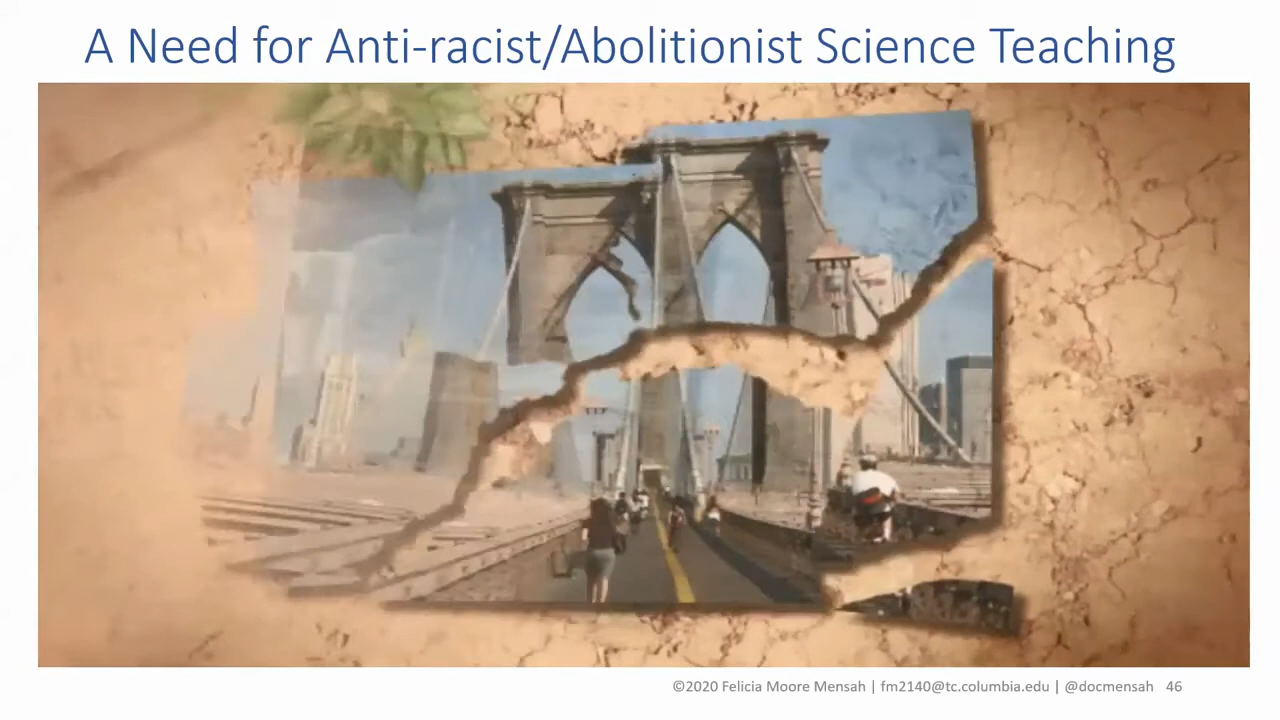 A Need for Anti-racist/Abolitionist Science Teaching
©2020 Felicia Moore Mensah | fm2140@tc.columbia.edu | @docmensah 46